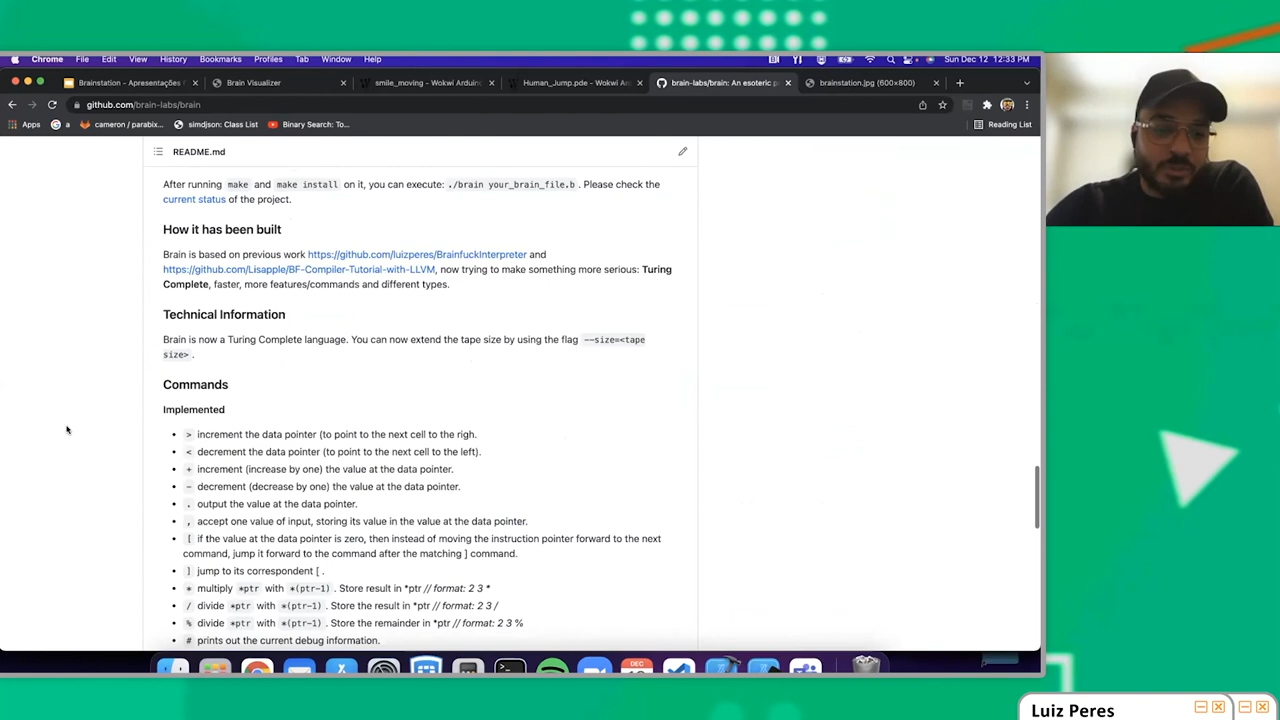 Chrome File Edit View History Bookmarks Profiles Tab Window Help
Sun Dec 12 12:33 PM
Brainstation - Apresentações
Brain Visualizer
smile_moving - Wokwi Arduin
Human_Jump.pde - Wokwi Ar
brain-labs/brain: An esoteric p
brainstation.jpg (600×800)
github.com/brain-labs/brain
Apps
a
cameron / parabix...
simdjson: Class List
Binary Search: To...
Reading List
README.md
After running make and make install on it, you can execute: ./brain your_brain_file.b . Please check the
current status of the project.
How it has been built
Brain is based on previous work https://github.com/luizperes/BrainfuckInterpreter and
https://github.com/Lisapple/BF-Compiler-Tutorial-with-LLVM, now trying to make something more serious: Turing
Complete, faster, more features/commands and different types.
Technical Information
Brain is now a Turing Complete language. You can now extend the tape size by using the flag --size=<tape
size> .
Commands
Implemented
• > increment the data pointer (to point to the next cell to the righ.
• < decrement the data pointer (to point to the next cell to the left).
• + increment (increase by one) the value at the data pointer.
• - decrement (decrease by one) the value at the data pointer.
• . output the value at the data pointer.
• , accept one value of input, storing its value in the value at the data pointer.
• [ if the value at the data pointer is zero, then instead of moving the instruction pointer forward to the next
command, jump it forward to the command after the matching ] command.
• ] jump to its correspondent [ .
• * multiply *ptr with *(ptr-1) . Store result in *ptr // format: 2 3 *
• / divide *ptr with *(ptr-1) . Store the result in *ptr // format: 2 3 /
• % divide *ptr with *(ptr-1) . Store the remainder in *ptr // format: 2 3 %
• # prints out the current debug information.
DEC
Luiz Peres